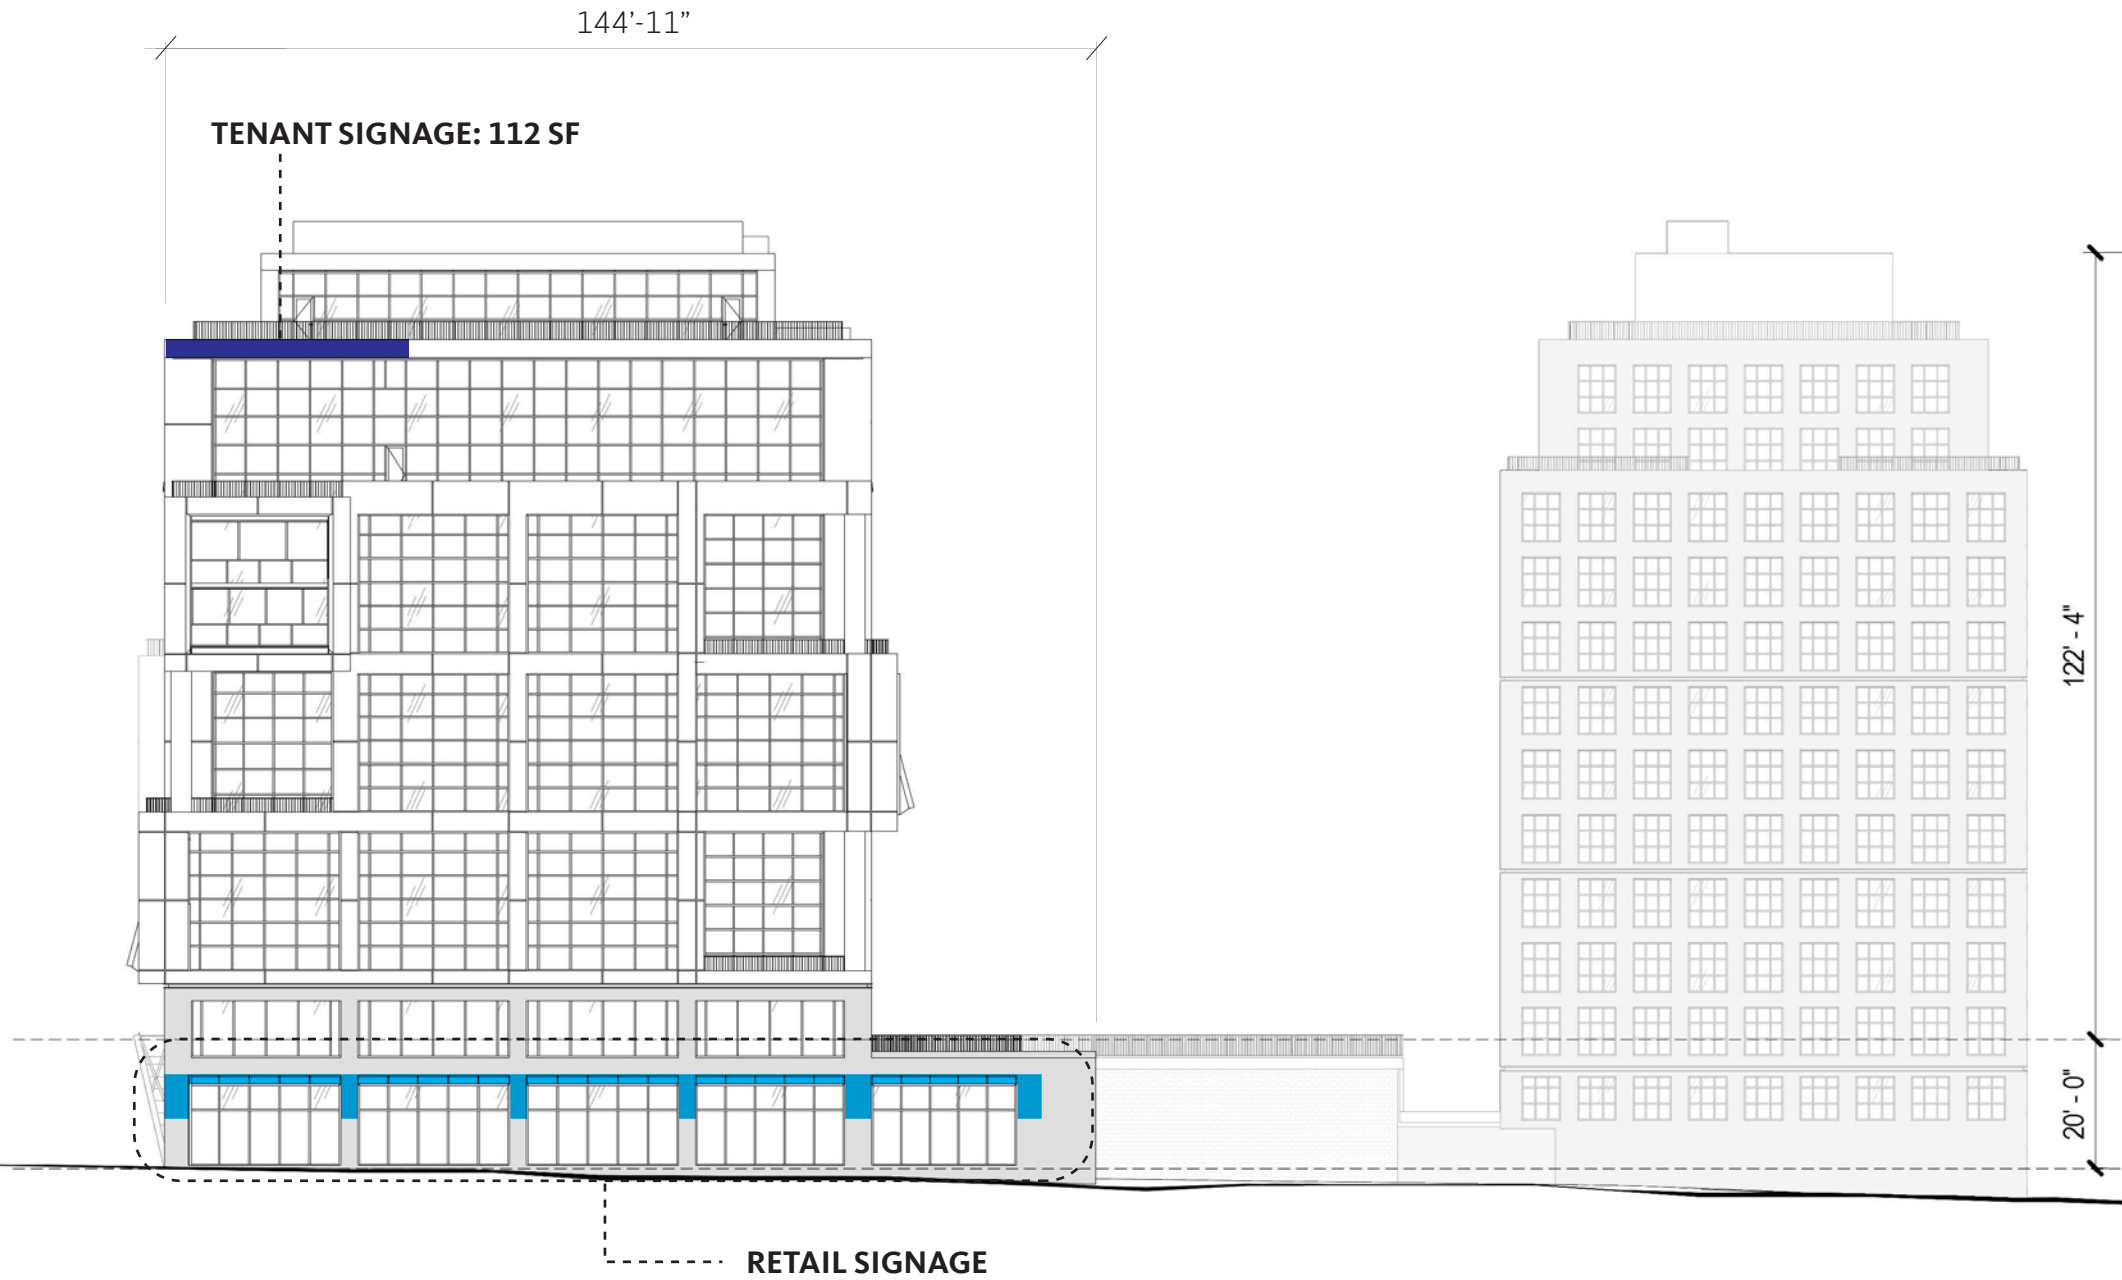 144’-11”
TENANT SIGNAGE: 112 SF
122' - 4"
20' - 0"
RETAIL SIGNAGE